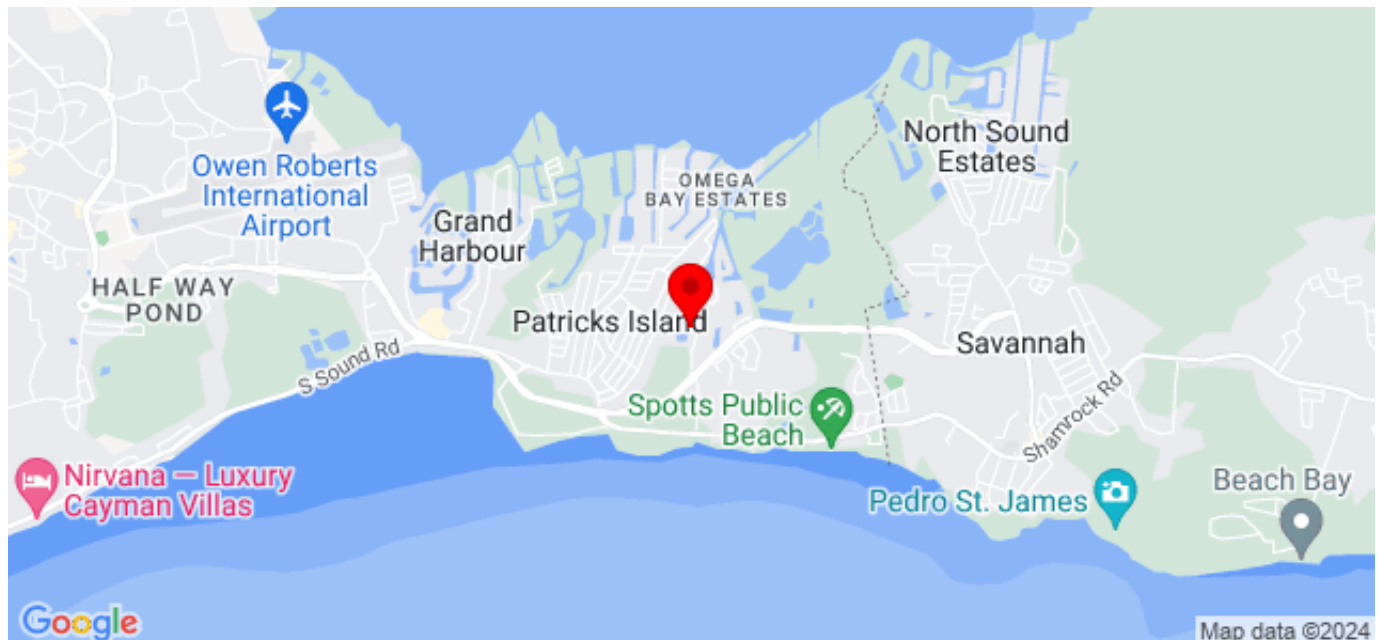 North Sound
Estates
Owen Roberts
International
Airport
OMEGA
BAY ESTATES
Grand
Harbour
HALF WAY
POND
Patricks Island
Savannah
S Sound Rd
Spotts Public
Beach
Shamrock Rd
Nirvana — Luxury
Cayman Villas
Pedro St. James
Beach Bay
Google
Map data ©2024